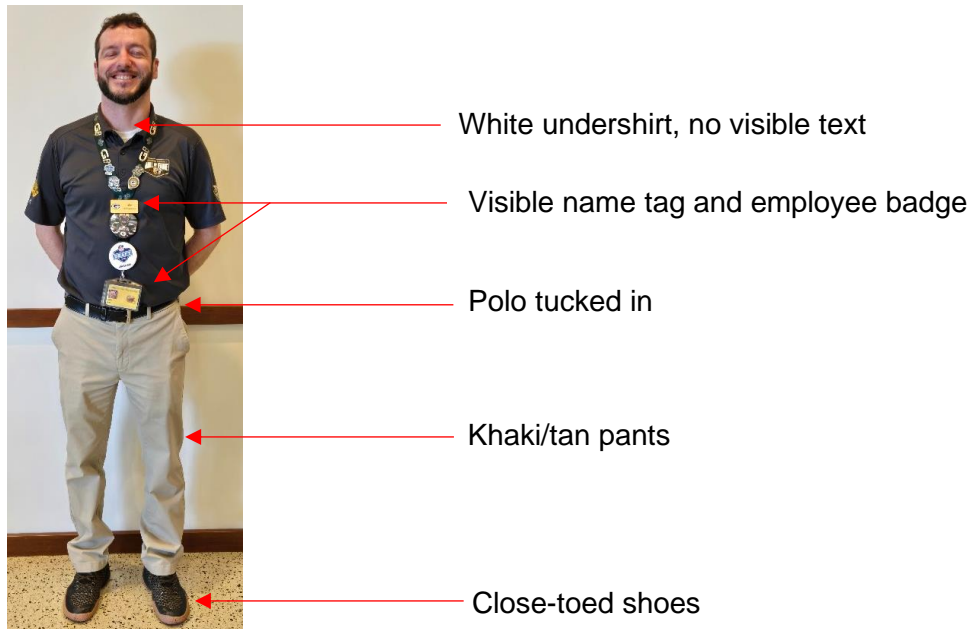 White undershirt, no visible text
Visible name tag and employee badge
Polo tucked in
Khaki/tan pants
Close-toed shoes